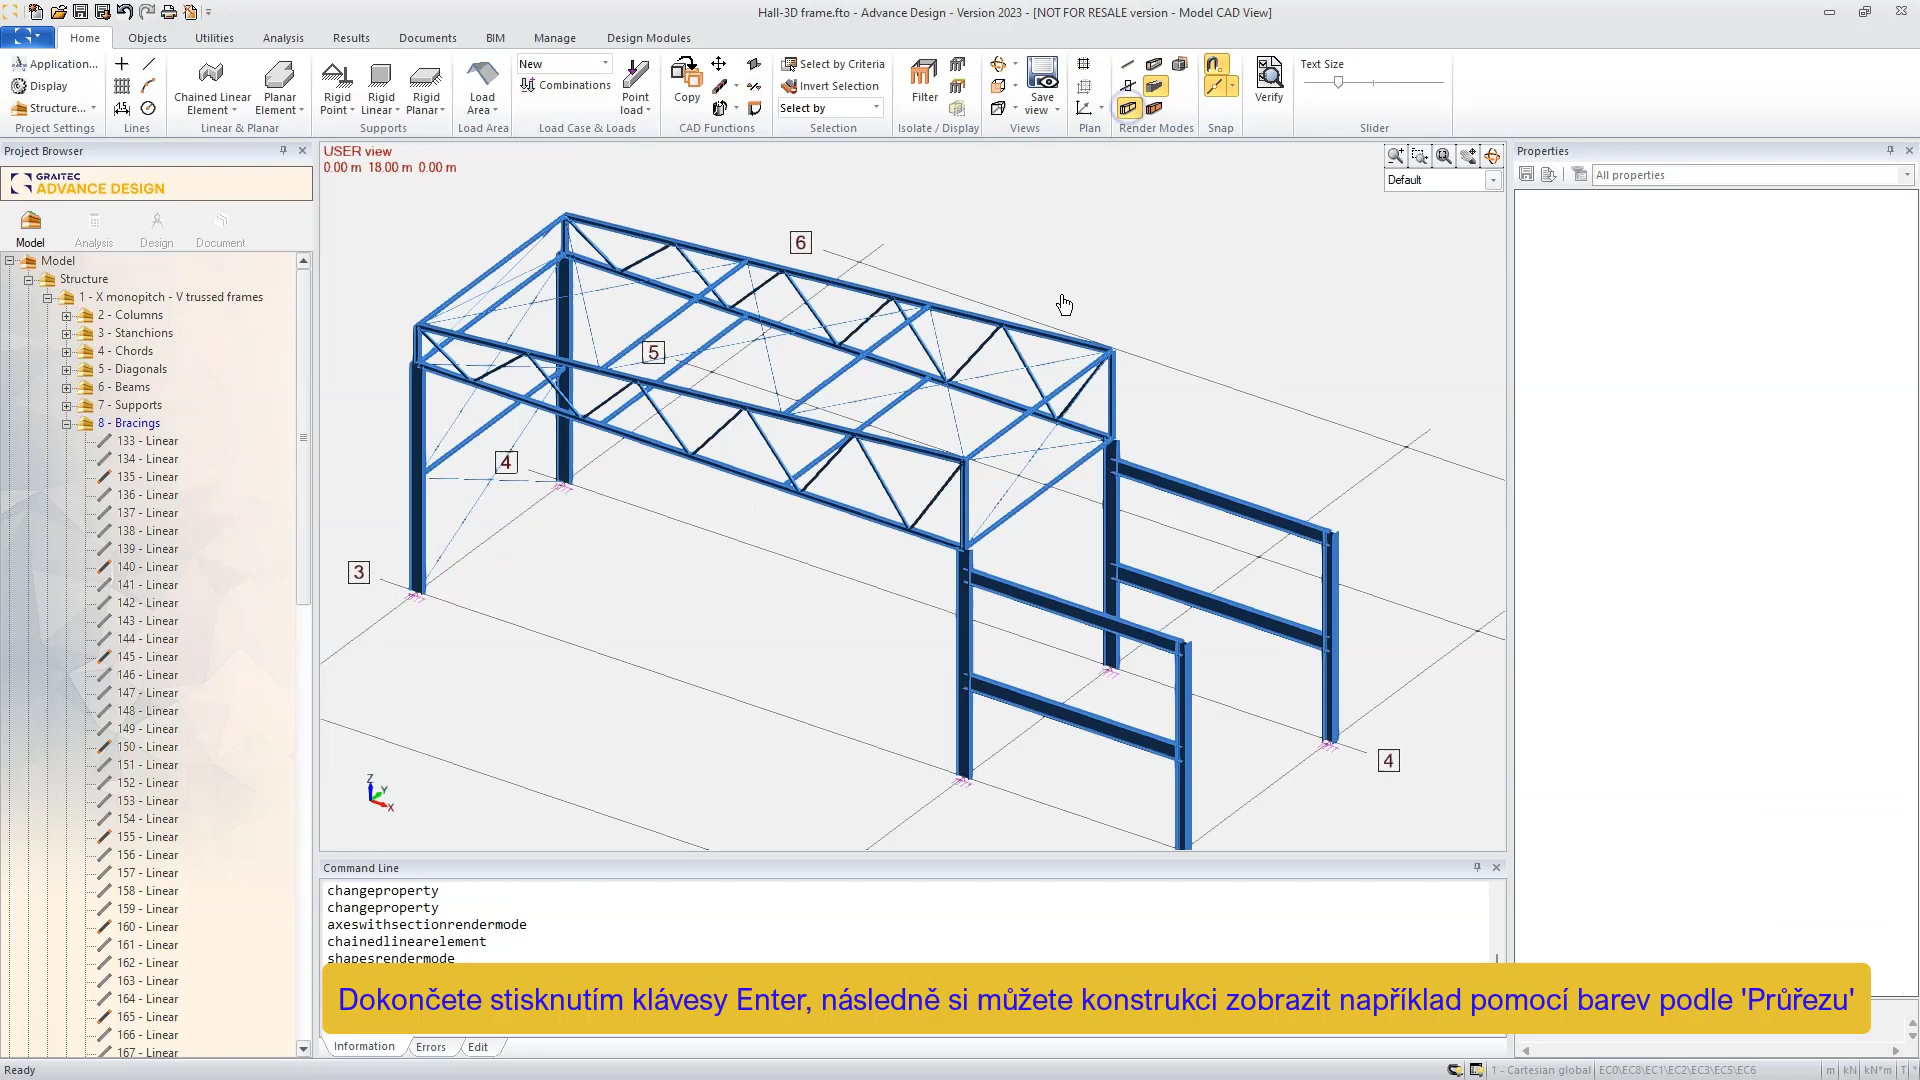 Hall-3D frame.fto - Advance Design - Version 2023 - [NOT FOR RESALE version - Model CAD View]
Home Objects Utilities Analysis Results Documents BIM Manage Design Modules
Application...
Display
Structure...
Project Settings
Lines
Chained Linear Element
Planar Element
Linear & Planar
Rigid Point
Rigid Linear
Rigid Planar
Supports
Load Area
Load Area
New
Combinations
Point load
Load Case & Loads
Copy
CAD Functions
Select by Criteria
Invert Selection
Select by
Selection
Filter
Isolate / Display
Save view
Views
Plan
Render Modes
Snap
Verify
Text Size
Slider
Project Browser
GRAITEC
ADVANCE DESIGN
Model Analysis Design Document
Model
Structure
1 - X monopitch - V trussed frames
2 - Columns
3 - Stanchions
4 - Chords
5 - Diagonals
6 - Beams
7 - Supports
8 - Bracings
133 - Linear
134 - Linear
135 - Linear
136 - Linear
137 - Linear
138 - Linear
139 - Linear
140 - Linear
141 - Linear
142 - Linear
143 - Linear
144 - Linear
145 - Linear
146 - Linear
147 - Linear
148 - Linear
149 - Linear
150 - Linear
151 - Linear
152 - Linear
153 - Linear
154 - Linear
155 - Linear
156 - Linear
157 - Linear
158 - Linear
159 - Linear
160 - Linear
161 - Linear
162 - Linear
163 - Linear
164 - Linear
165 - Linear
166 - Linear
167 - Linear
USER view
0.00 m 18.00 m 0.00 m
Default
6
5
4
3
4
Z
Y
X
Properties
All properties
Command Line
changeproperty
changeproperty
axeswithsectionrendermode
chainedlinearelement
shapesrendermode
Dokončete stisknutím klávesy Enter, následně si můžete konstrukci zobrazit například pomocí barev podle 'Průřezu'
Information Errors Edit
Ready
1 - Cartesian global EC0\EC8\EC1\EC2\EC3\EC5\EC6 m kN kN*m T °